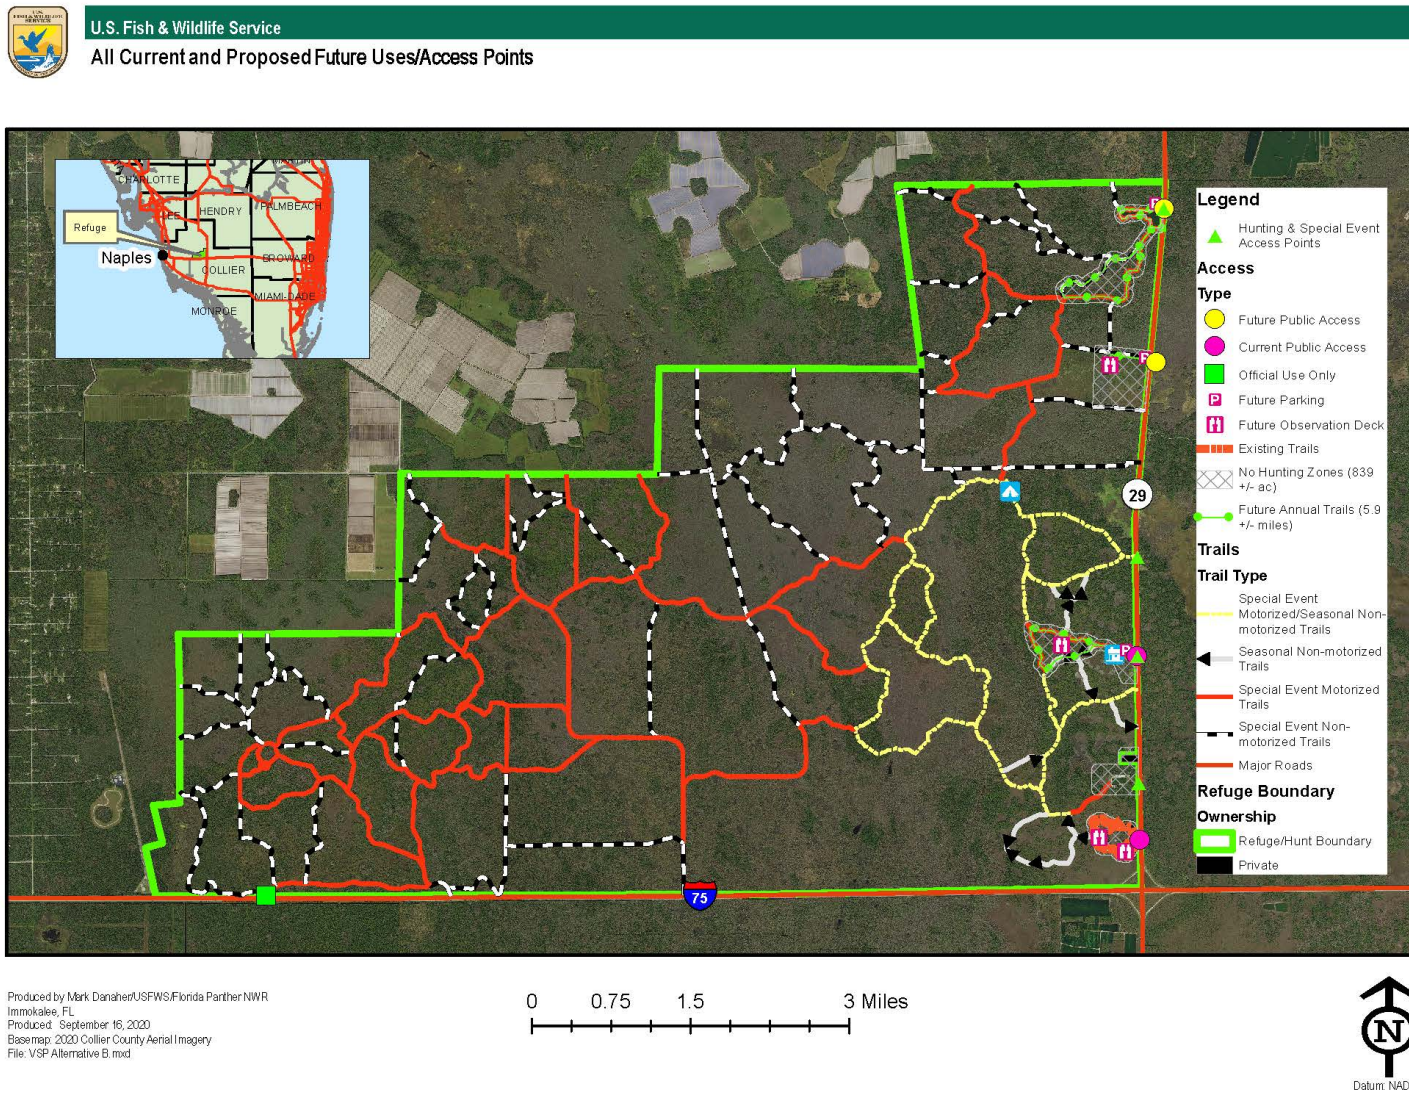 U.S.
FISH & WILDLIFE
SERVICE
U.S. Fish & Wildlife Service
All Current and Proposed Future Uses/Access Points
CHARLOTTE
MARTIN
LEE
HENDRY
PALM BEACH
Refuge
Naples
COLLIER
BROWARD
MIAMI-DADE
MONROE
P
P
29
P
75
Legend
Hunting & Special Event
Access Points
Access
Type
Future Public Access
Current Public Access
Official Use Only
P Future Parking
Future Observation Deck
Existing Trails
No Hunting Zones (839
+/- ac)
Future Annual Trails (5.9
+/- miles)
Trails
Trail Type
Special Event
Motorized/Seasonal Non-
motorized Trails
Seasonal Non-motorized
Trails
Special Event Motorized
Trails
Special Event Non-
motorized Trails
Major Roads
Refuge Boundary
Ownership
Refuge/Hunt Boundary
Private
Produced by Mark Danaher/USFWS/Florida Panther NWR
Immokalee, FL
Produced: September 16, 2020
Basemap: 2020 Collier County Aerial Imagery
File: VSP Alternative B.mxd
0 0.75 1.5 3 Miles
N
Datum: NAD